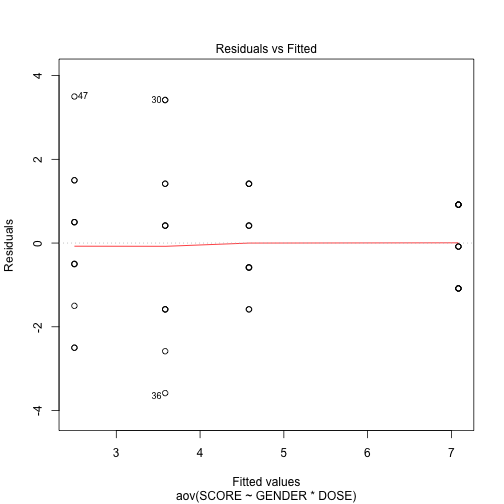 Residuals vs Fitted
4
2
0
-2
-4
Residuals
47
30
36
3 4 5 6 7
Fitted values
aov(SCORE ~ GENDER * DOSE)